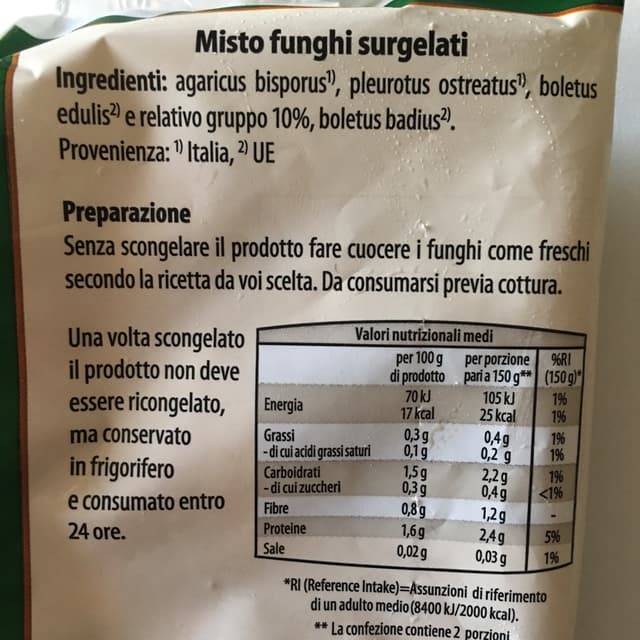 Misto funghi surgelati
Ingredienti: agaricus bisporus¹⁾, pleurotus ostreatus¹⁾, boletus
edulis²⁾ e relativo gruppo 10%, boletus badius²⁾.
Provenienza: ¹⁾ Italia, ²⁾ UE
Preparazione
Senza scongelare il prodotto fare cuocere i funghi come freschi
secondo la ricetta da voi scelta. Da consumarsi previa cottura.
Una volta scongelato
il prodotto non deve
essere ricongelato,
ma conservato
in frigorifero
e consumato entro
24 ore.
Valori nutrizionali medi
per 100 g per porzione %RI
di prodotto pari a 150 g** (150 g)*
Energia 70 kJ 105 kJ 1%
17 kcal 25 kcal 1%
Grassi 0,3 g 0,4 g 1%
- di cui acidi grassi saturi 0,1 g 0,2 g 1%
Carboidrati 1,5 g 2,2 g 1%
- di cui zuccheri 0,3 g 0,4 g <1%
Fibre 0,8 g 1,2 g -
Proteine 1,6 g 2,4 g 5%
Sale 0,02 g 0,03 g 1%
*RI (Reference Intake)=Assunzioni di riferimento
di un adulto medio (8400 kJ/2000 kcal).
** La confezione contiene 2 porzioni